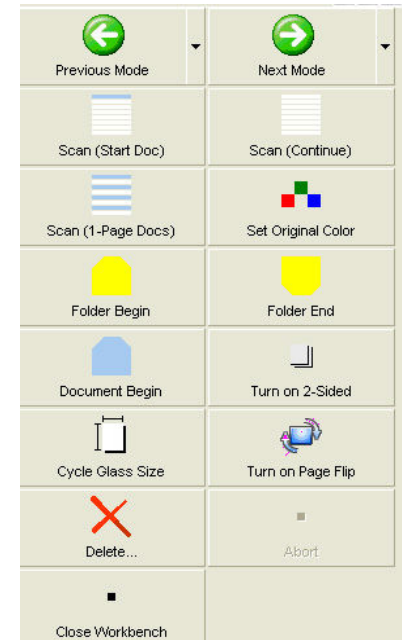 Previous Mode
Next Mode
Scan (Start Doc)
Scan (Continue)
Scan (1-Page Docs)
Set Original Color
Folder Begin
Folder End
Document Begin
Turn on 2-Sided
Cycle Glass Size
Turn on Page Flip
Delete...
Abort
Close Workbench